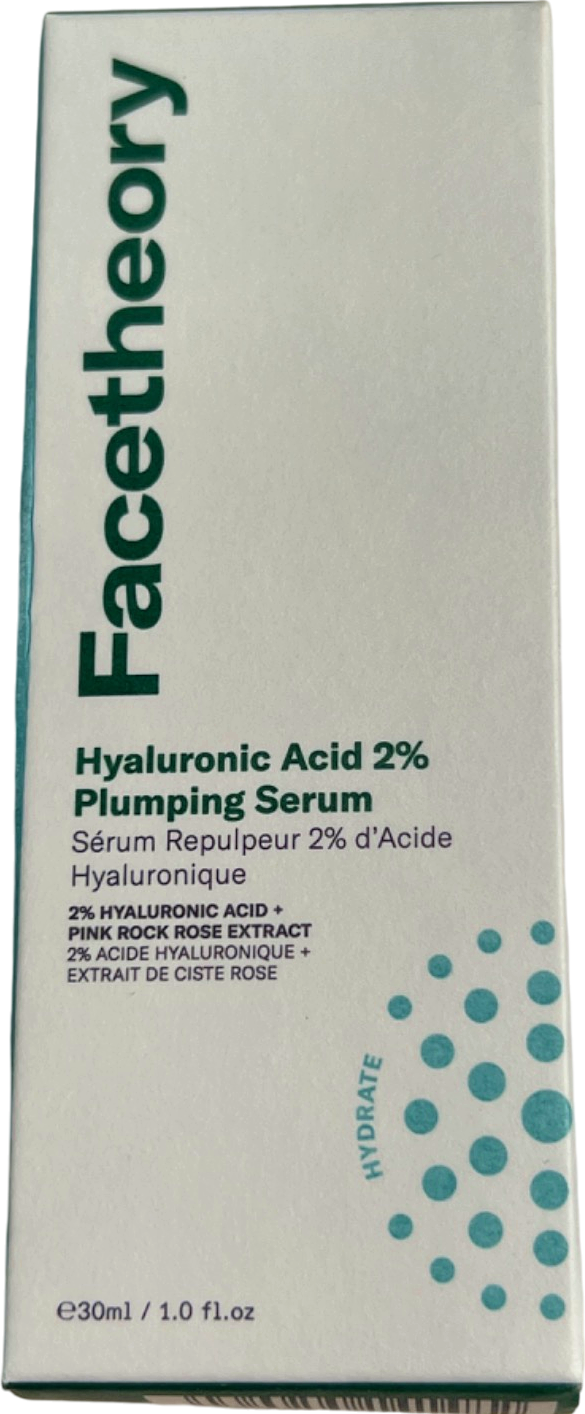 Facetheory
Hyaluronic Acid 2%
Plumping Serum
Sérum Repulpeur 2% d'Acide
Hyaluronique
2% HYALURONIC ACID +
PINK ROCK ROSE EXTRACT
2% ACIDE HYALURONIQUE +
EXTRAIT DE CISTE ROSE
HYDRATE
℮30ml / 1.0 fl.oz